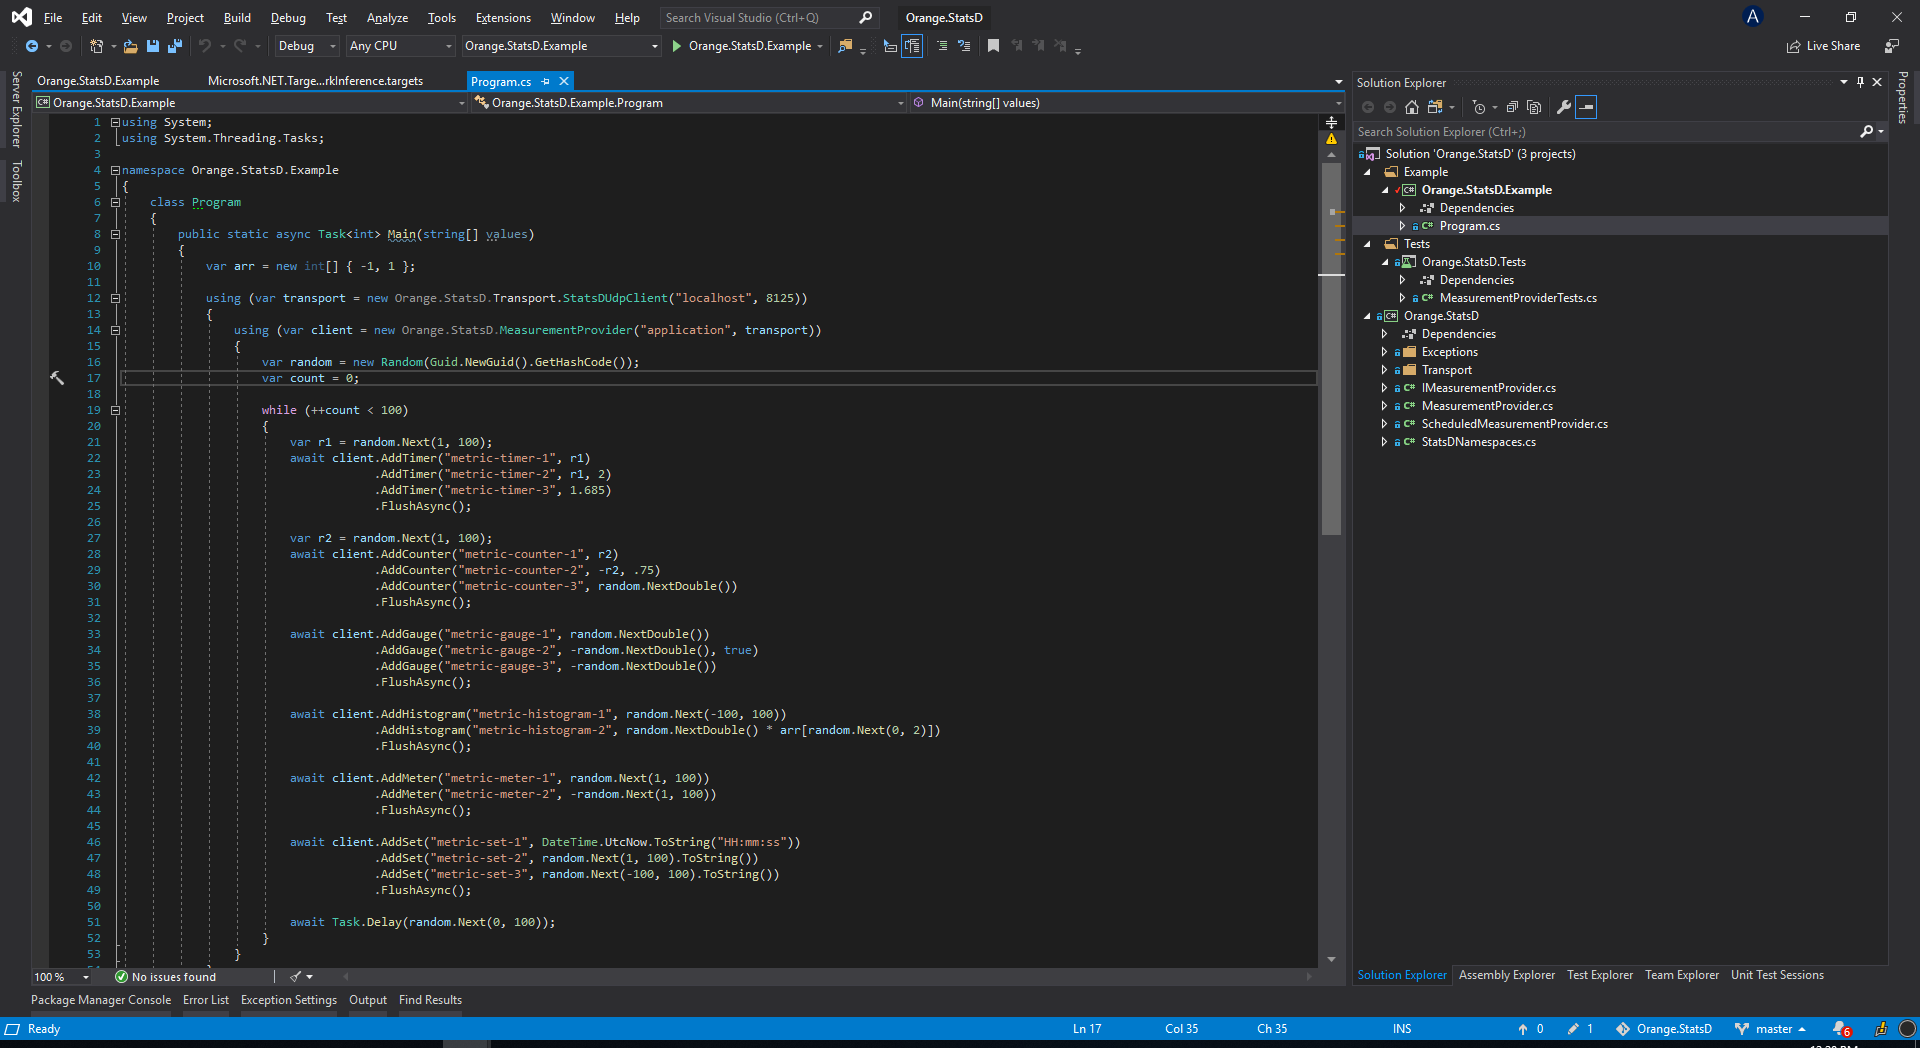 File Edit View Project Build Debug Test Analyze Tools Extensions Window Help Search Visual Studio (Ctrl+Q) Orange.StatsD A
Debug Any CPU Orange.StatsD.Example Orange.StatsD.Example Live Share
Server Explorer
Toolbox
Orange.StatsD.Example Microsoft.NET.Targe...rkInference.targets Program.cs
Orange.StatsD.Example Orange.StatsD.Example.Program Main(string[] values)
1 using System;
2 using System.Threading.Tasks;
3
4 namespace Orange.StatsD.Example
5 {
6 class Program
7 {
8 public static async Task<int> Main(string[] values)
9 {
10 var arr = new int[] { -1, 1 };
11
12 using (var transport = new Orange.StatsD.Transport.StatsDUdpClient("localhost", 8125))
13 {
14 using (var client = new Orange.StatsD.MeasurementProvider("application", transport))
15 {
16 var random = new Random(Guid.NewGuid().GetHashCode());
17 var count = 0;
18
19 while (++count < 100)
20 {
21 var r1 = random.Next(1, 100);
22 await client.AddTimer("metric-timer-1", r1)
23 .AddTimer("metric-timer-2", r1, 2)
24 .AddTimer("metric-timer-3", 1.685)
25 .FlushAsync();
26
27 var r2 = random.Next(1, 100);
28 await client.AddCounter("metric-counter-1", r2)
29 .AddCounter("metric-counter-2", -r2, .75)
30 .AddCounter("metric-counter-3", random.NextDouble())
31 .FlushAsync();
32
33 await client.AddGauge("metric-gauge-1", random.NextDouble())
34 .AddGauge("metric-gauge-2", -random.NextDouble(), true)
35 .AddGauge("metric-gauge-3", -random.NextDouble())
36 .FlushAsync();
37
38 await client.AddHistogram("metric-histogram-1", random.Next(-100, 100))
39 .AddHistogram("metric-histogram-2", random.NextDouble() * arr[random.Next(0, 2)])
40 .FlushAsync();
41
42 await client.AddMeter("metric-meter-1", random.Next(1, 100))
43 .AddMeter("metric-meter-2", -random.Next(1, 100))
44 .FlushAsync();
45
46 await client.AddSet("metric-set-1", DateTime.UtcNow.ToString("HH:mm:ss"))
47 .AddSet("metric-set-2", random.Next(1, 100).ToString())
48 .AddSet("metric-set-3", random.Next(-100, 100).ToString())
49 .FlushAsync();
50
51 await Task.Delay(random.Next(0, 100));
52 }
53 }
100 % No issues found
Solution Explorer
Search Solution Explorer (Ctrl+;)
Solution 'Orange.StatsD' (3 projects)
Example
C# Orange.StatsD.Example
Dependencies
C# Program.cs
Tests
Orange.StatsD.Tests
Dependencies
C# MeasurementProviderTests.cs
C# Orange.StatsD
Dependencies
Exceptions
Transport
C# IMeasurementProvider.cs
C# MeasurementProvider.cs
C# ScheduledMeasurementProvider.cs
C# StatsDNamespaces.cs
Solution Explorer Assembly Explorer Test Explorer Team Explorer Unit Test Sessions
Properties
Package Manager Console Error List Exception Settings Output Find Results
Ready Ln 17 Col 35 Ch 35 INS 0 1 Orange.StatsD master 6